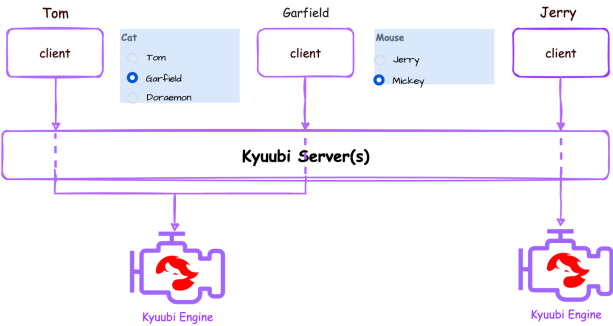 Tom
Garfield
Jerry
client
Cat
Tom
Garfield
Doraemon
client
Mouse
Jerry
Mickey
client
Kyuubi Server(s)
Kyuubi Engine
Kyuubi Engine